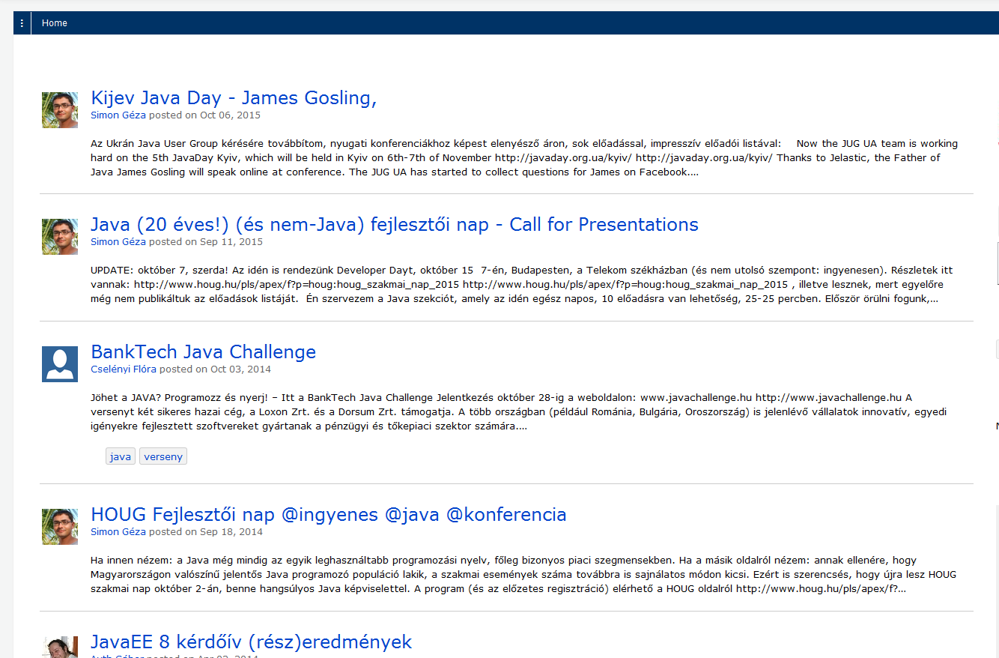 Home
Kijev Java Day - James Gosling,
Simon Géza posted on Oct 06, 2015
Az Ukrán Java User Group kérésére továbbítom, nyugati konferenciákhoz képest elenyésző áron, sok előadással, impresszív előadói listával:     Now the JUG UA team is working
hard on the 5th JavaDay Kyiv, which will be held in Kyiv on 6th-7th of November http://javaday.org.ua/kyiv/ http://javaday.org.ua/kyiv/ Thanks to Jelastic, the Father of
Java James Gosling will speak online at conference. The JUG UA has started to collect questions for James on Facebook....
Java (20 éves!) (és nem-Java) fejlesztői nap - Call for Presentations
Simon Géza posted on Sep 11, 2015
UPDATE: október 7, szerda! Az idén is rendezünk Developer Dayt, október 15  7-én, Budapesten, a Telekom székházban (és nem utolsó szempont: ingyenesen). Részletek itt
vannak: http://www.houg.hu/pls/apex/f?p=houg:houg_szakmai_nap_2015 http://www.houg.hu/pls/apex/f?p=houg:houg_szakmai_nap_2015 , illetve lesznek, mert egyelőre
még nem publikáltuk az előadások listáját.  Én szervezem a Java szekciót, amely az idén egész napos, 10 előadásra van lehetőség, 25-25 percben. Először örülni fogunk,...
BankTech Java Challenge
Cselényi Flóra posted on Oct 03, 2014
Jöhet a JAVA? Programozz és nyerj! – Itt a BankTech Java Challenge Jelentkezés október 28-ig a weboldalon: www.javachallenge.hu http://www.javachallenge.hu A
versenyt két sikeres hazai cég, a Loxon Zrt. és a Dorsum Zrt. támogatja. A több országban (például Románia, Bulgária, Oroszország) is jelenlévő vállalatok innovatív, egyedi
igényekre fejlesztett szoftvereket gyártanak a pénzügyi és tőkepiaci szektor számára....
java verseny
HOUG Fejlesztői nap @ingyenes @java @konferencia
Simon Géza posted on Sep 18, 2014
Ha innen nézem: a Java még mindig az egyik leghasználtabb programozási nyelv, főleg bizonyos piaci szegmensekben. Ha a másik oldalról nézem: annak ellenére, hogy
Magyarországon valószínű jelentős Java programozó populáció lakik, a szakmai események száma továbbra is sajnálatos módon kicsi. Ezért is szerencsés, hogy újra lesz HOUG
szakmai nap október 2-án, benne hangsúlyos Java képviselettel. A program (és az előzetes regisztráció) elérhető a HOUG oldalról http://www.houg.hu/pls/apex/f?...
JavaEE 8 kérdőív (rész)eredmények